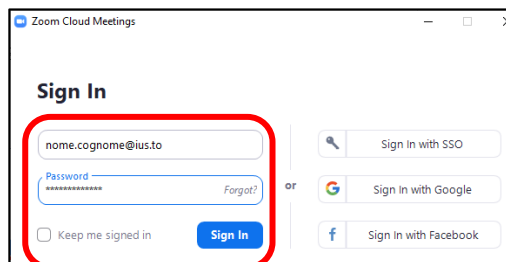 Zoom Cloud Meetings
Sign In
nome.cognome@ius.to
Password
************* Forgot?
Keep me signed in
Sign In
or
Sign In with SSO
Sign In with Google
Sign In with Facebook